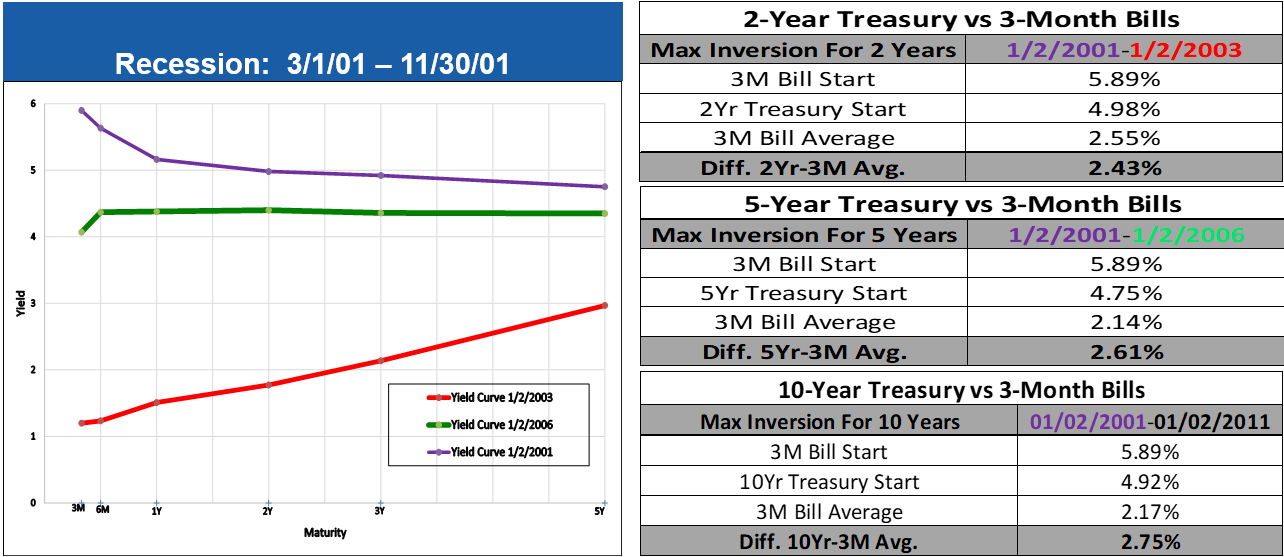 Recession: 3/1/01 – 11/30/01
6
5
4
3
2
1
0
Yield
3M 6M 1Y 2Y 3Y 5Y
Maturity
Yield Curve 1/2/2003
Yield Curve 1/2/2006
Yield Curve 1/2/2001
2-Year Treasury vs 3-Month Bills
Max Inversion For 2 Years 1/2/2001-1/2/2003
3M Bill Start 5.89%
2Yr Treasury Start 4.98%
3M Bill Average 2.55%
Diff. 2Yr-3M Avg. 2.43%
5-Year Treasury vs 3-Month Bills
Max Inversion For 5 Years 1/2/2001-1/2/2006
3M Bill Start 5.89%
5Yr Treasury Start 4.75%
3M Bill Average 2.14%
Diff. 5Yr-3M Avg. 2.61%
10-Year Treasury vs 3-Month Bills
Max Inversion For 10 Years 01/02/2001-01/02/2011
3M Bill Start 5.89%
10Yr Treasury Start 4.92%
3M Bill Average 2.17%
Diff. 10Yr-3M Avg. 2.75%